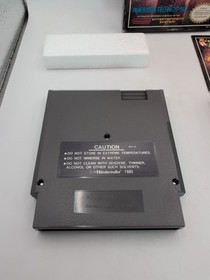 CAUTION
●DO NOT STORE IN EXTREME TEMPERATURES.
●DO NOT IMMERSE IN WATER.
●DO NOT CLEAN WITH BENZENE, THINNER,
ALCOHOL OR OTHER SUCH SOLVENTS.
Nintendo 1985